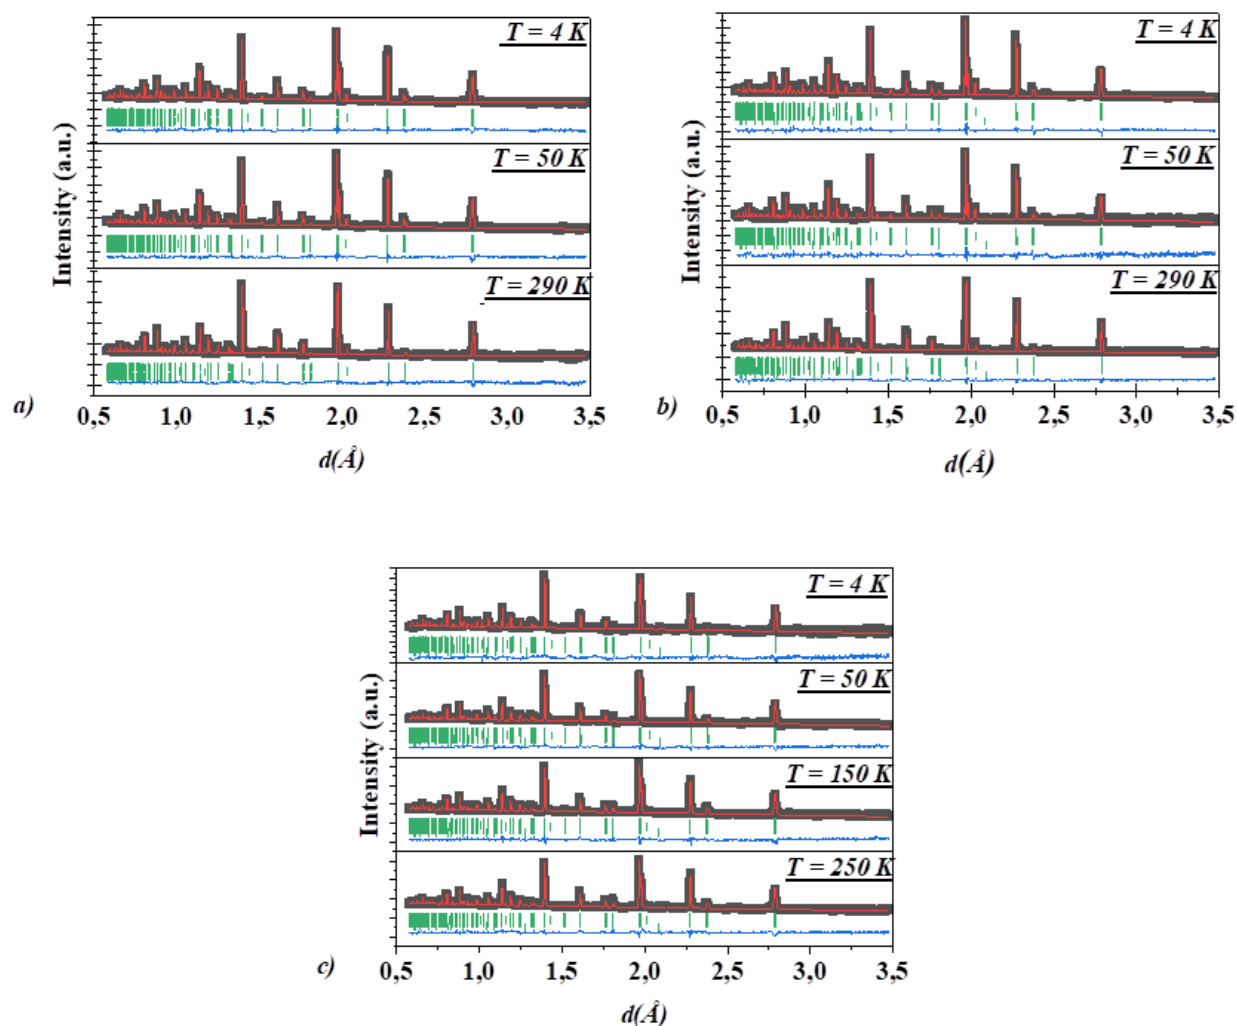 T = 4 K
T = 50 K
T = 290 K
Intensity (a.u.)
a)
0,5 1,0 1,5 2,0 2,5 3,0 3,5
d(Â)
T = 4 K
T = 50 K
T = 290 K
Intensity (a.u.)
b)
0,5 1,0 1,5 2,0 2,5 3,0 3,5
d(Â)
T = 4 K
T = 50 K
T = 150 K
T = 250 K
Intensity (a.u.)
c)
0,5 1,0 1,5 2,0 2,5 3,0 3,5
d(Â)